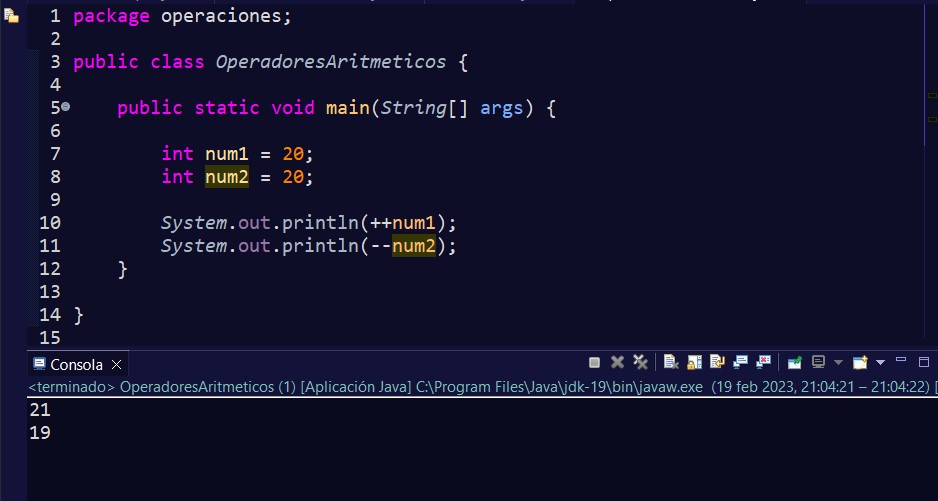 1 package operaciones;
2
3 public class OperadoresAritmeticos {
4
5 public static void main(String[] args) {
6
7 int num1 = 20;
8 int num2 = 20;
9
10 System.out.println(++num1);
11 System.out.println(--num2);
12 }
13
14 }
15
Consola
<terminado> OperadoresAritmeticos (1) [Aplicación Java] C:\Program Files\Java\jdk-19\bin\javaw.exe (19 feb 2023, 21:04:21 – 21:04:22) [
21
19